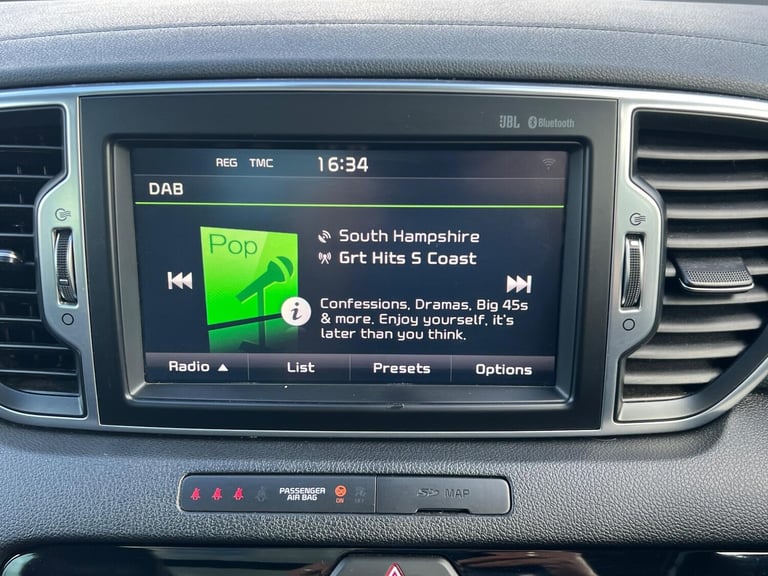 JBL Bluetooth
REG TMC 16:34
DAB
Pop
South Hampshire
Grt Hits S Coast
i
Confessions, Dramas, Big 45s
& more. Enjoy yourself, it's
later than you think.
Radio ▲ List Presets Options
PASSENGER
AIR BAG
ON
OFF
SD MAP